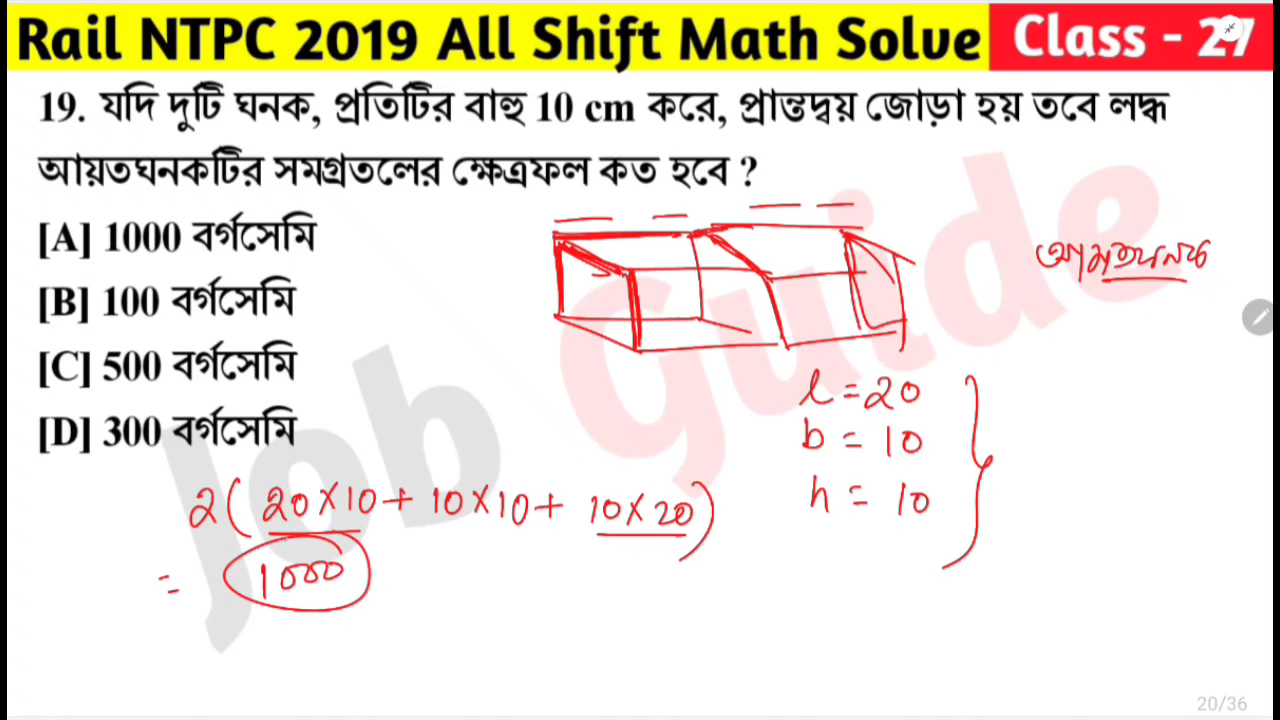 Rail NTPC 2019 All Shift Math Solve Class - 27
19. যদি দুটি ঘনক, প্রতিটির বাহু 10 cm করে, প্রান্তদ্বয় জোড়া হয় তবে লদ্ধ
আয়তঘনকটির সমগ্রতলের ক্ষেত্রফল কত হবে ?
[A] 1000 বর্গসেমি
[B] 100 বর্গসেমি
[C] 500 বর্গসেমি
[D] 300 বর্গসেমি
আয়তঘনক
l = 20
b = 10
h = 10
2 ( 20 × 10 + 10 × 10 + 10 × 20 )
= 1000
Job Guide
20/36